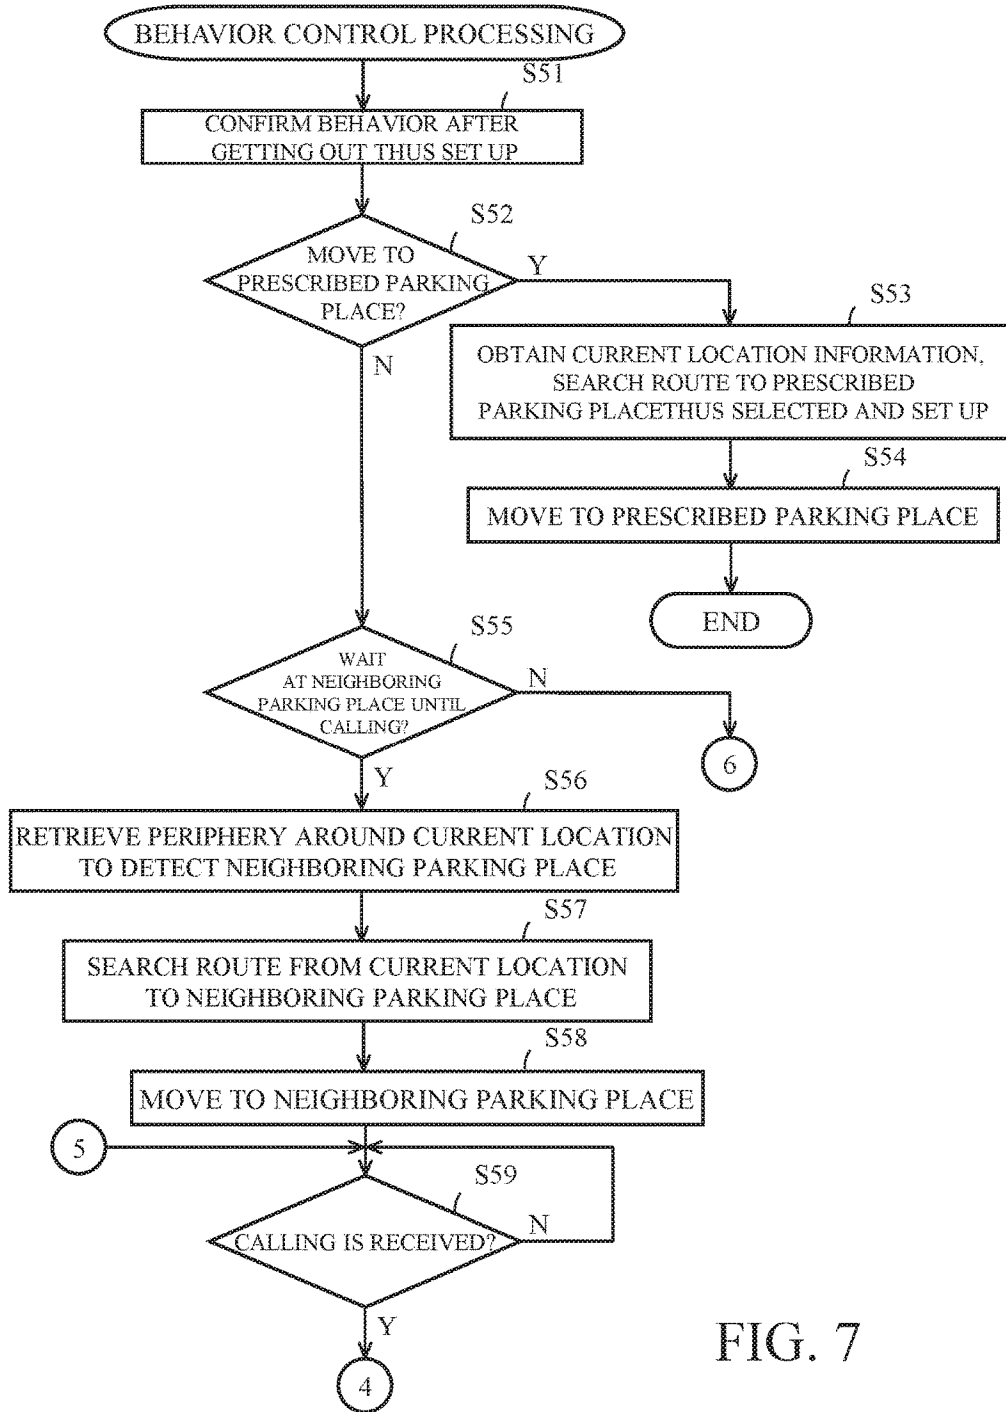 BEHAVIOR CONTROL PROCESSING
S51
CONFIRM BEHAVIOR AFTER
GETTING OUT THUS SET UP
S52
MOVE TO
PRESCRIBED PARKING
PLACE?
Y
N
S53
OBTAIN CURRENT LOCATION INFORMATION,
SEARCH ROUTE TO PRESCRIBED
PARKING PLACETHUS SELECTED AND SET UP
S54
MOVE TO PRESCRIBED PARKING PLACE
END
S55
WAIT
AT NEIGHBORING
PARKING PLACE UNTIL
CALLING?
N
6
Y
S56
RETRIEVE PERIPHERY AROUND CURRENT LOCATION
TO DETECT NEIGHBORING PARKING PLACE
S57
SEARCH ROUTE FROM CURRENT LOCATION
TO NEIGHBORING PARKING PLACE
S58
MOVE TO NEIGHBORING PARKING PLACE
5
S59
CALLING IS RECEIVED?
N
Y
4
FIG. 7